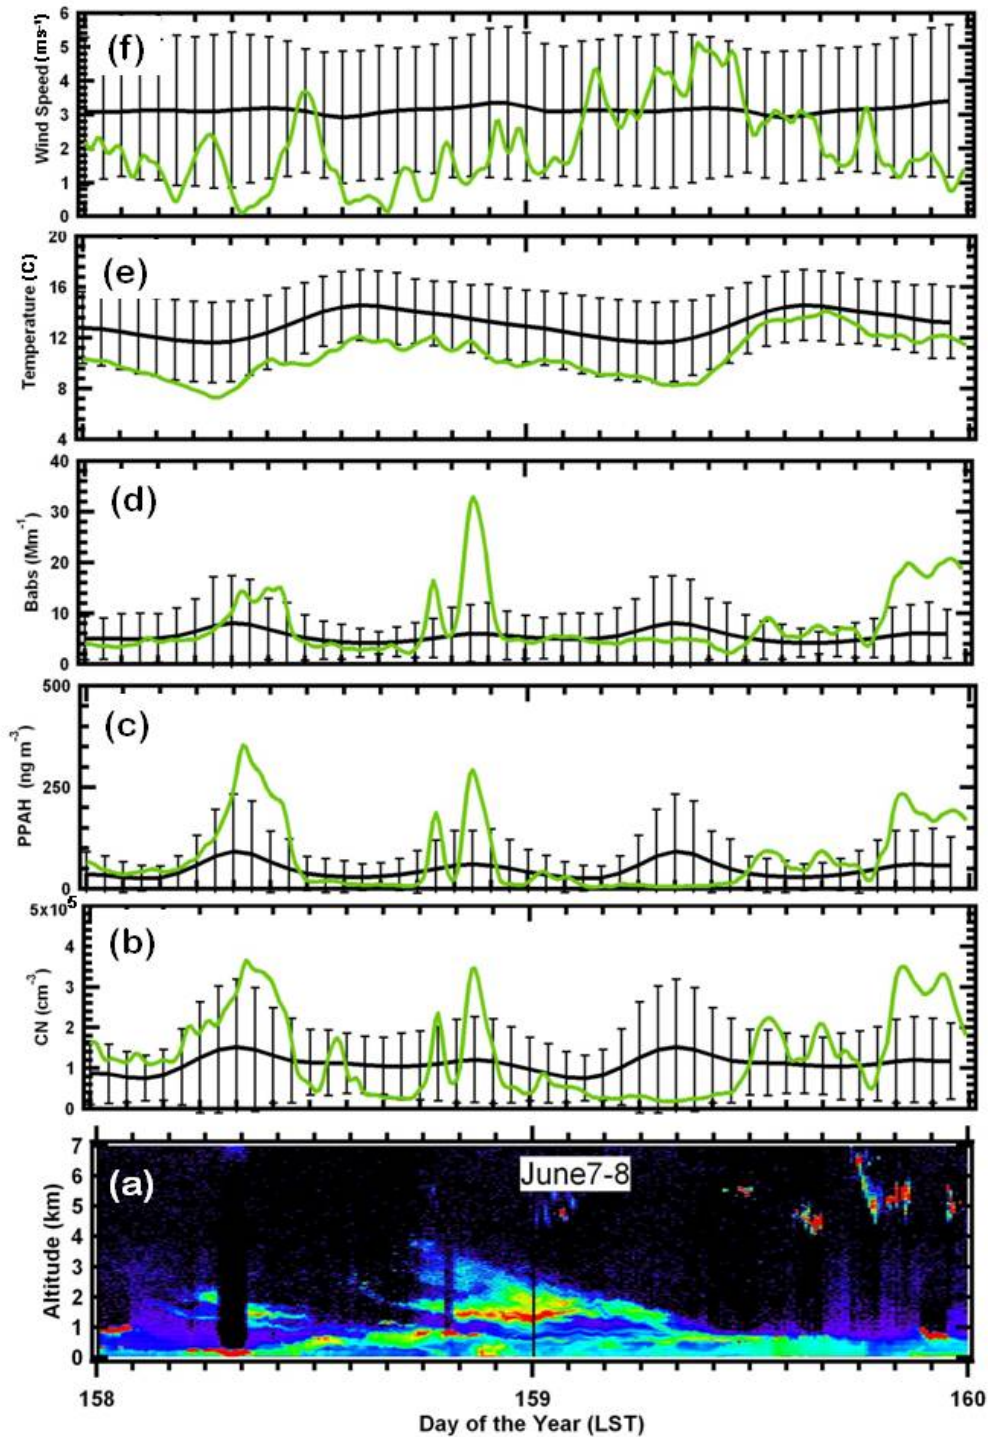 6
5
4
3
2
1
0
Wind Speed (ms⁻¹)
(f)
20
16
12
8
4
Temperature (C)
(e)
40
30
20
10
0
Babs (Mm⁻¹)
(d)
500
250
0
PPAH (ng m⁻³)
(c)
5x10⁵
4
3
2
1
0
CN (cm⁻³)
(b)
7
6
5
4
3
2
1
0
Altitude (km)
(a)
June7-8
158 159 160
Day of the Year (LST)